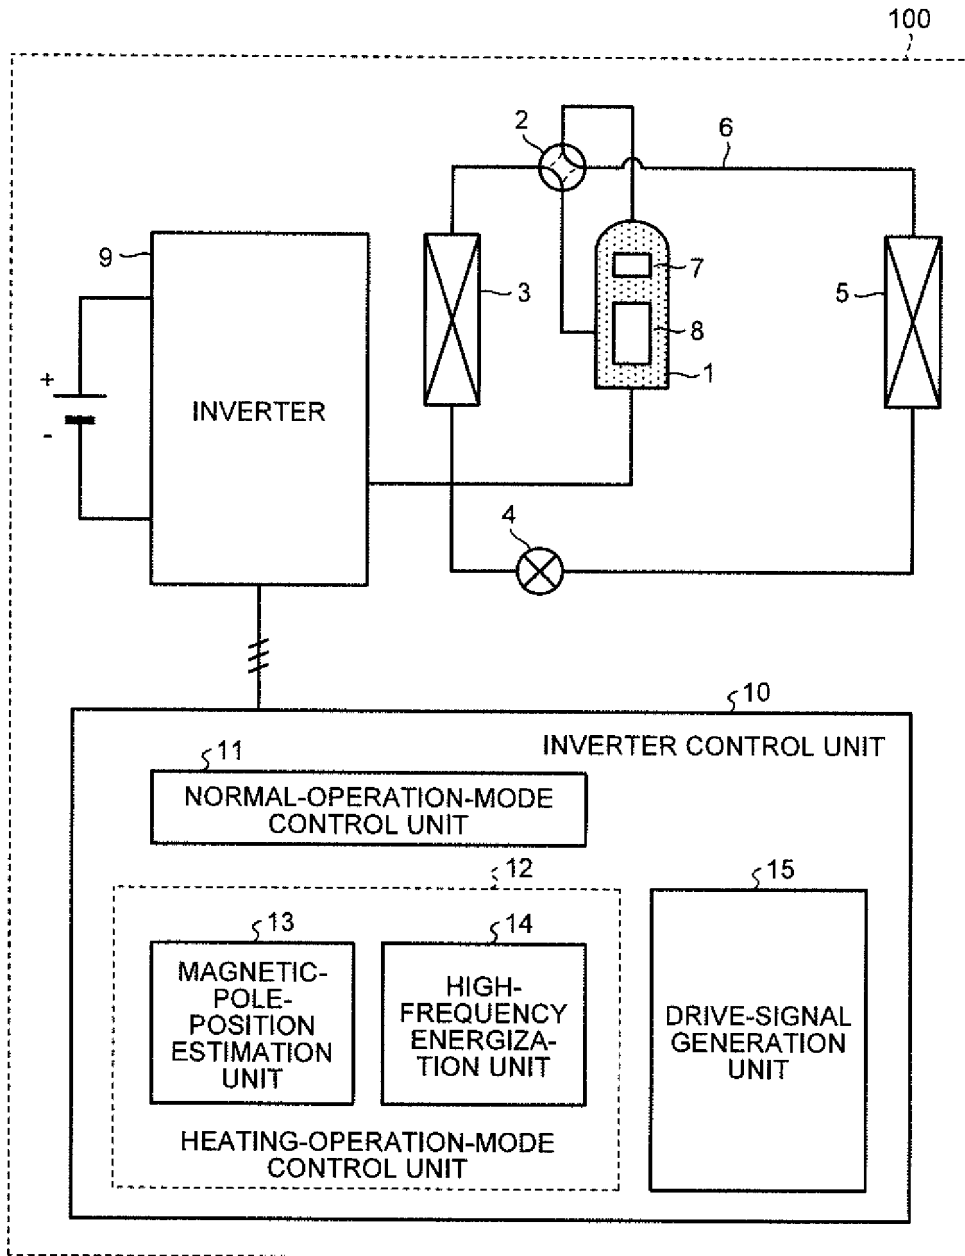 100
2
6
9
3
7
5
8
1
+
-
INVERTER
4
10
INVERTER CONTROL UNIT
11
NORMAL-OPERATION-MODE
CONTROL UNIT
12
15
13
14
MAGNETIC-
POLE-
POSITION
ESTIMATION
UNIT
HIGH-
FREQUENCY
ENERGIZA-
TION UNIT
DRIVE-SIGNAL
GENERATION
UNIT
HEATING-OPERATION-MODE
CONTROL UNIT